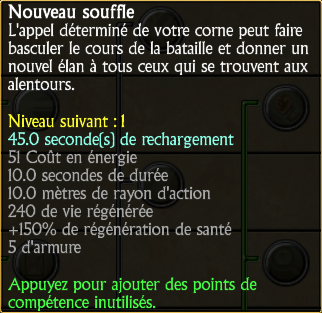 Nouveau souffle
L'appel déterminé de votre corne peut faire
basculer le cours de la bataille et donner un
nouvel élan à tous ceux qui se trouvent aux
alentours.
Niveau suivant : 1
45.0 seconde(s) de rechargement
51 Coût en énergie
10.0 secondes de durée
10.0 mètres de rayon d'action
240 de vie régénérée
+150% de régénération de santé
5 d'armure
Appuyez pour ajouter des points de
compétence inutilisés.